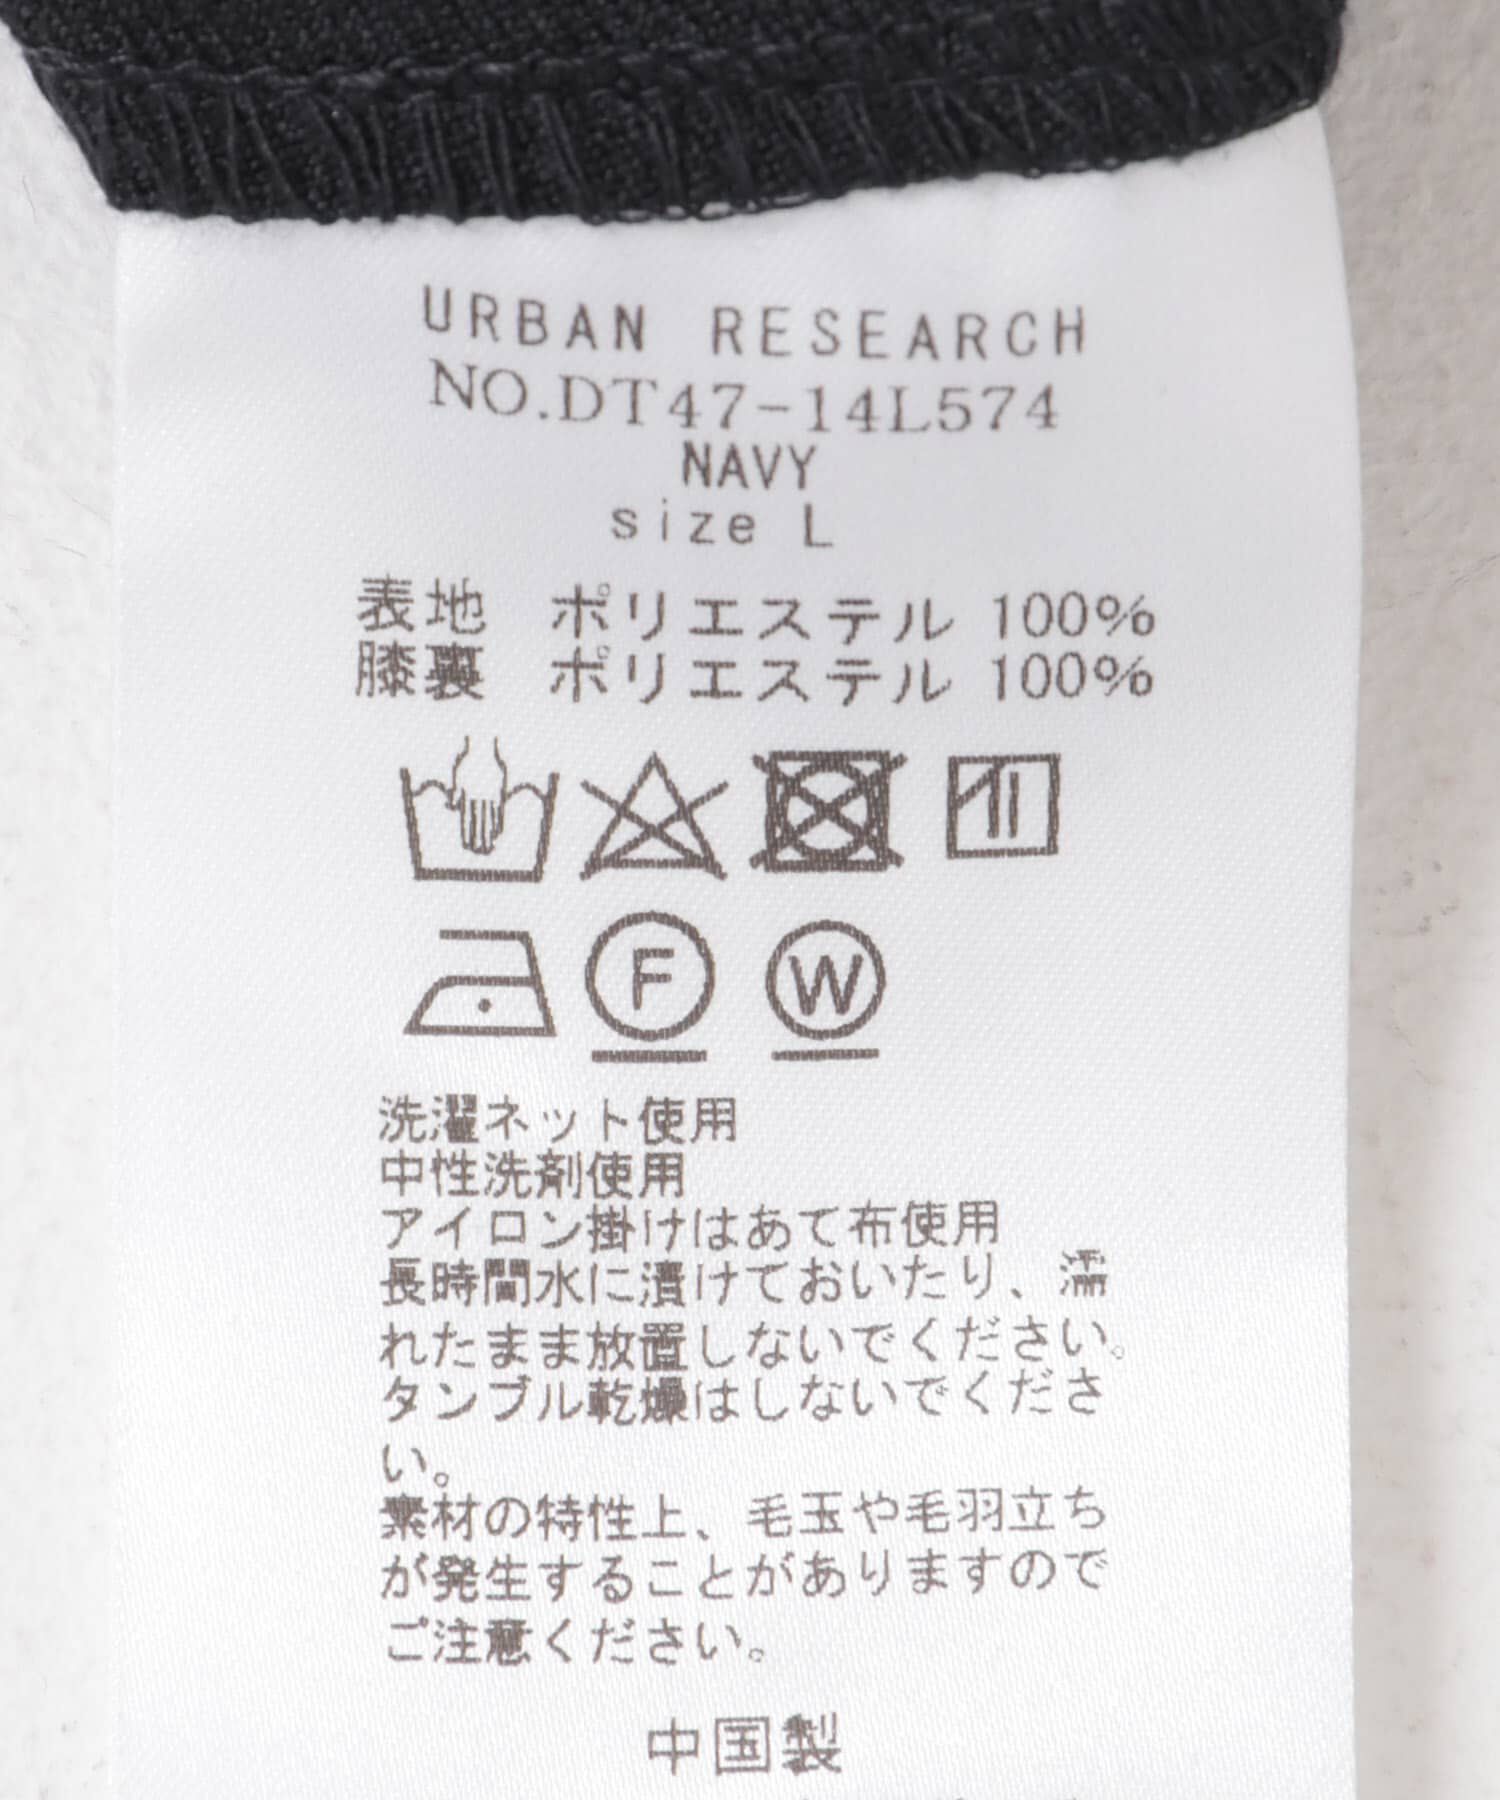 URBAN RESEARCH
NO.DT47-14L574
NAVY
size L
表地 ポリエステル 100%
膝裏 ポリエステル 100%
F
W
洗濯ネット使用
中性洗剤使用
アイロン掛けはあて布使用
長時間水に漬けておいたり、濡
れたまま放置しないでください。
タンブル乾燥はしないでくださ
い。
素材の特性上、毛玉や毛羽立ち
が発生することがありますので
ご注意ください。
中国製